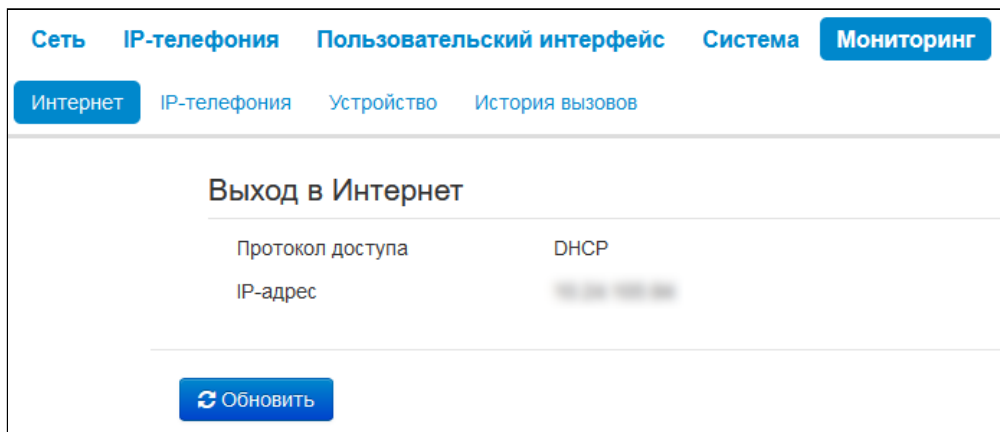 Сеть IP-телефония Пользовательский интерфейс Система Мониторинг
Интернет IP-телефония Устройство История вызовов
Выход в Интернет
Протокол доступа DHCP
IP-адрес
Обновить